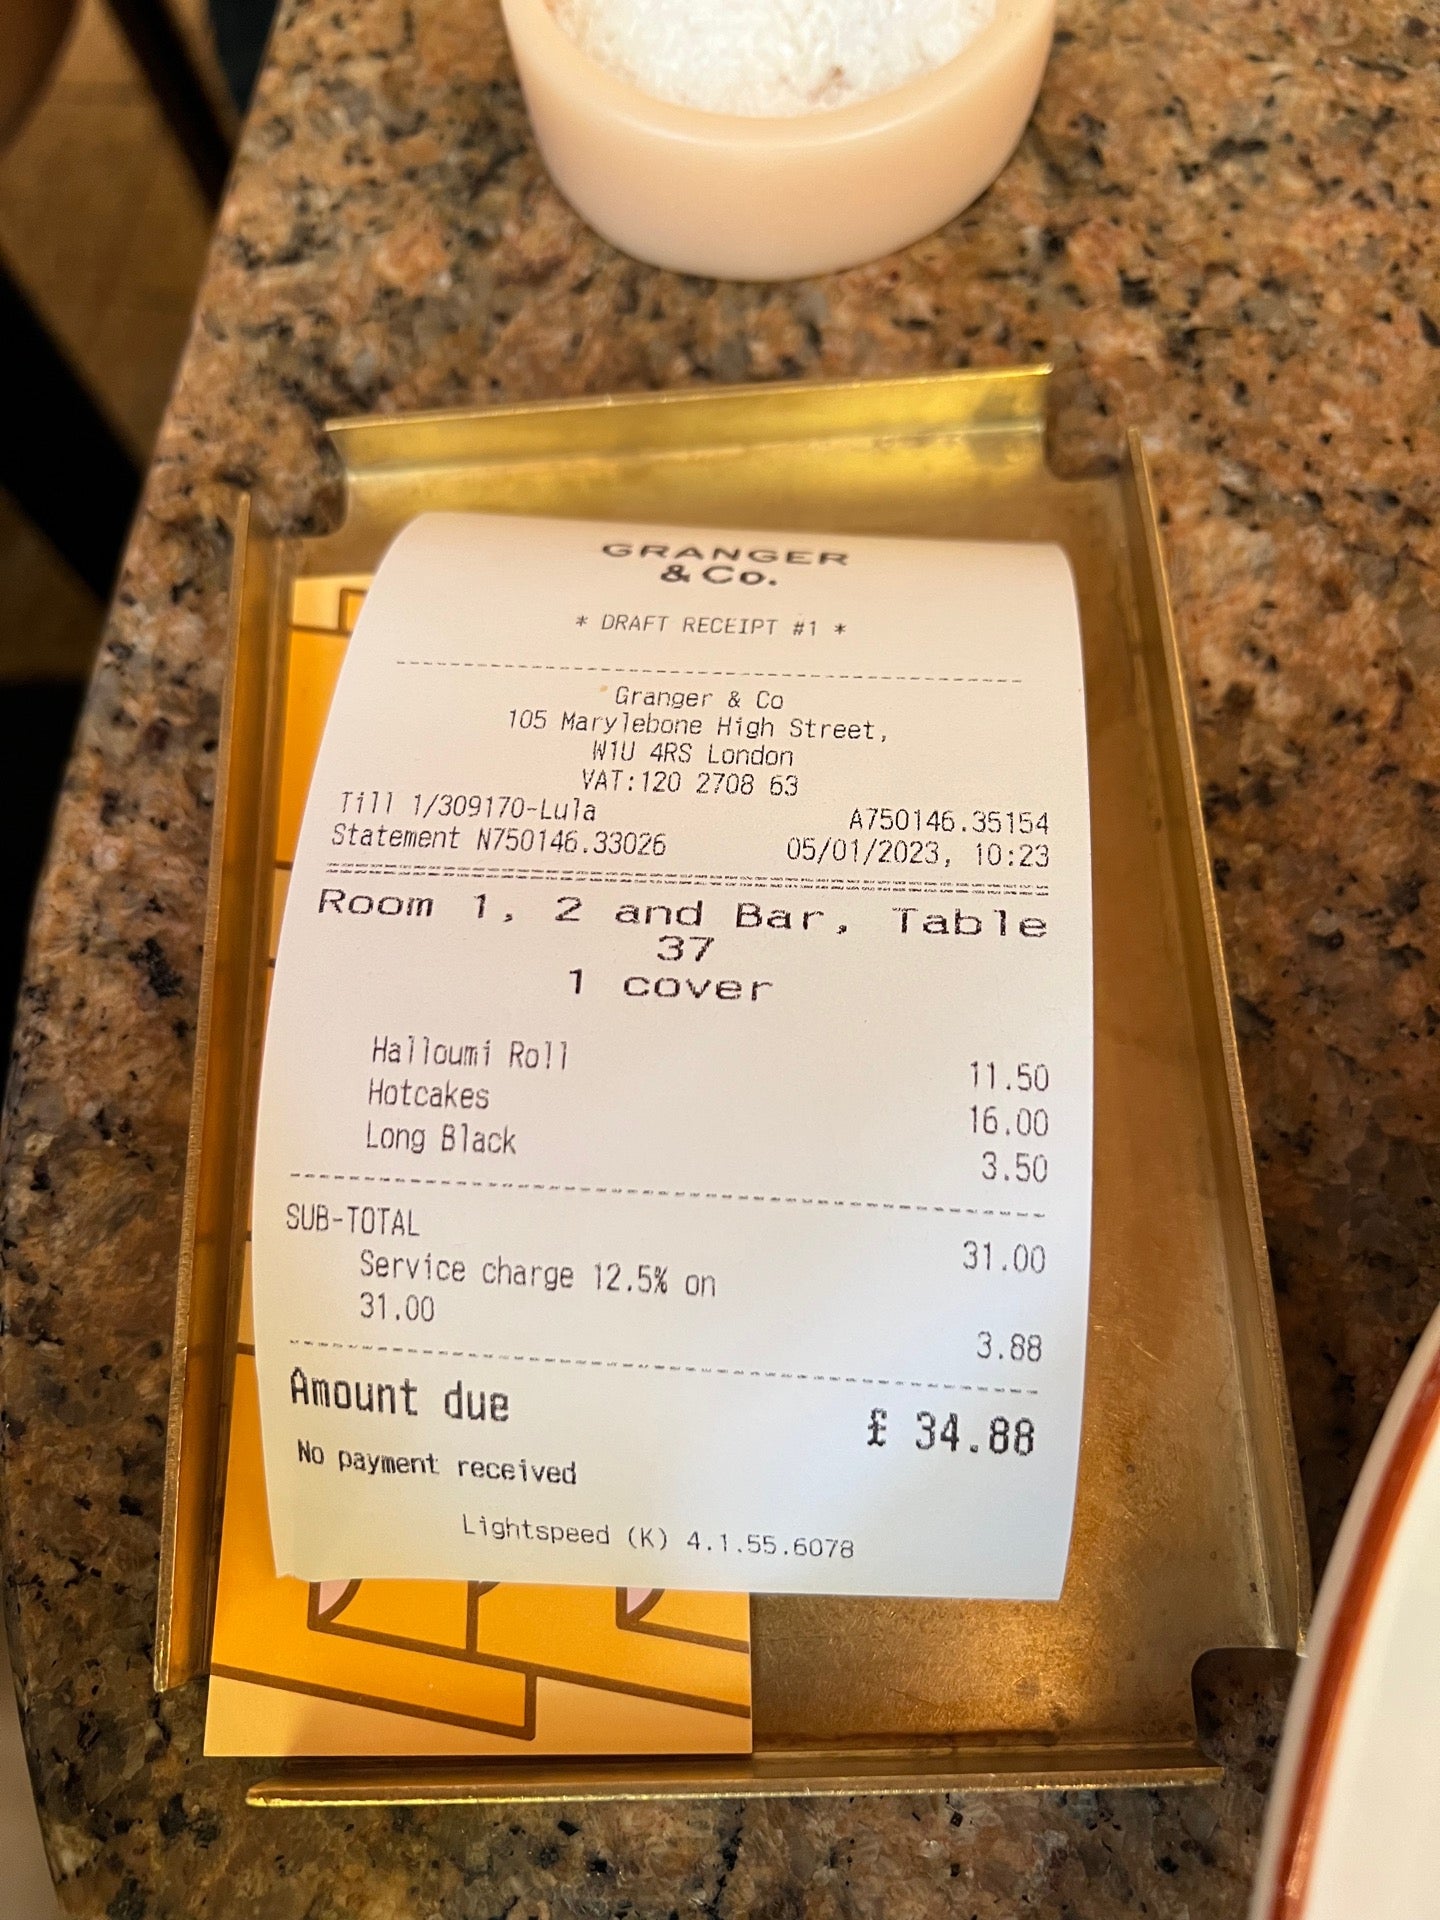 GRANGER
& Co.
* DRAFT RECEIPT #1 *
Granger & Co
105 Marylebone High Street,
W1U 4RS London
VAT:120 2708 63
Till 1/309170-Lula A750146.35154
Statement N750146.33026 05/01/2023, 10:23
Room 1, 2 and Bar, Table
37
1 cover
Halloumi Roll 11.50
Hotcakes 16.00
Long Black 3.50
SUB-TOTAL 31.00
Service charge 12.5% on
31.00 3.88
Amount due £ 34.88
No payment received
Lightspeed (K) 4.1.55.6078